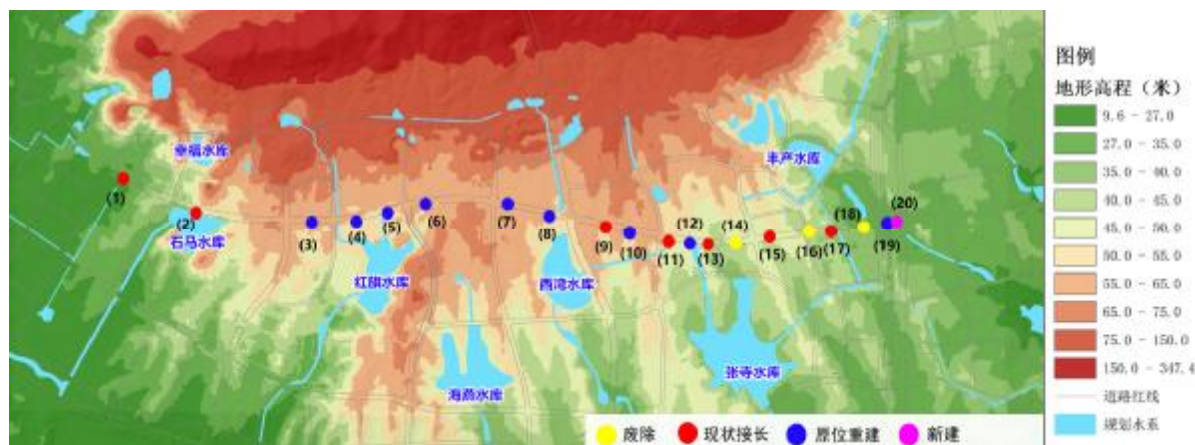 图例
地形高程（米）
9.6 - 27.0
27.0 - 35.0
35.0 - 40.0
40.0 - 45.0
45.0 - 50.0
50.0 - 55.0
55.0 - 65.0
65.0 - 75.0
75.0 - 150.0
150.0 - 347.4
道路红线
规划水系
幸福水库
丰产水库
(1)
(2)
石马水库
(3)
(4)
(5)
(6)
(7)
(8)
(9)
(10)
(11)
(12)
(13)
(14)
(15)
(16)
(17)
(18)
(19)
(20)
红旗水库
西湾水库
张寺水库
海燕水库
废除
现状接长
原位重建
新建